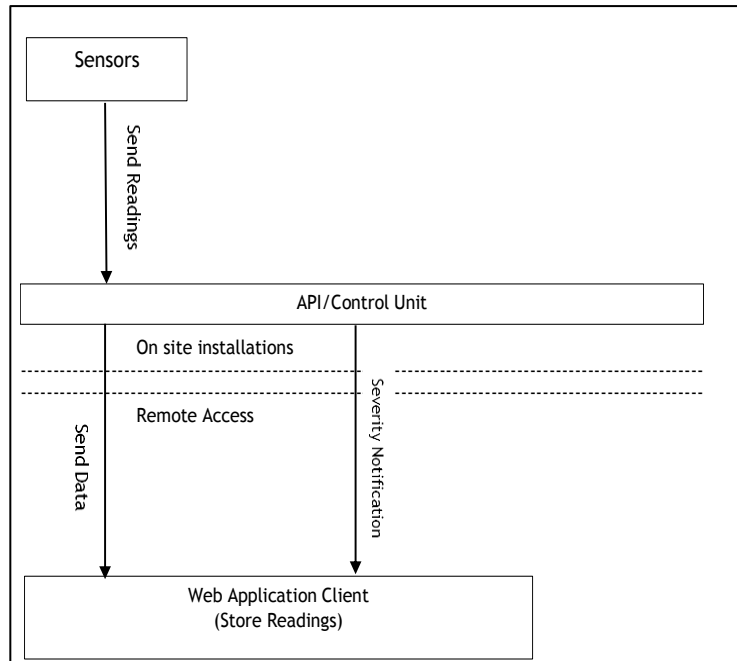 Sensors
Send Readings
API/Control Unit
On site installations
Remote Access
Send Data
Severity Notification
Web Application Client
(Store Readings)